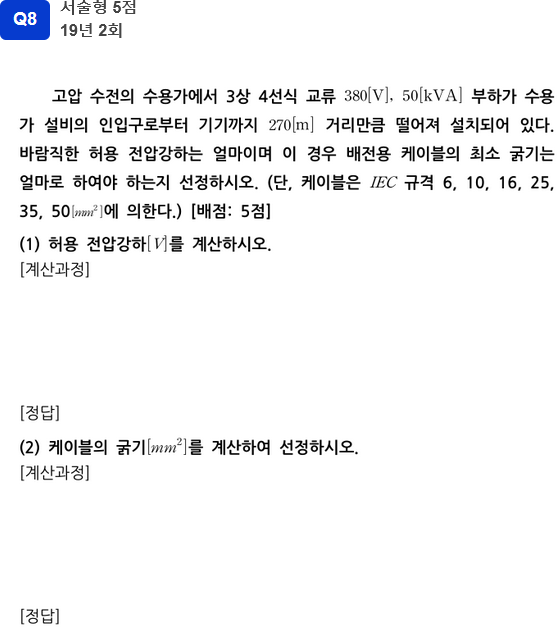 Q8
서술형 5점
19년 2회
고압 수전의 수용가에서 3상 4선식 교류 380[V], 50[kVA] 부하가 수용
가 설비의 인입구로부터 기기까지 270[m] 거리만큼 떨어져 설치되어 있다.
바람직한 허용 전압강하는 얼마이며 이 경우 배전용 케이블의 최소 굵기는
얼마로 하여야 하는지 선정하시오. (단, 케이블은 IEC 규격 6, 10, 16, 25,
35, 50[mm²]에 의한다.) [배점: 5점]
(1) 허용 전압강하[V]를 계산하시오.
[계산과정]
[정답]
(2) 케이블의 굵기[mm²]를 계산하여 선정하시오.
[계산과정]
[정답]